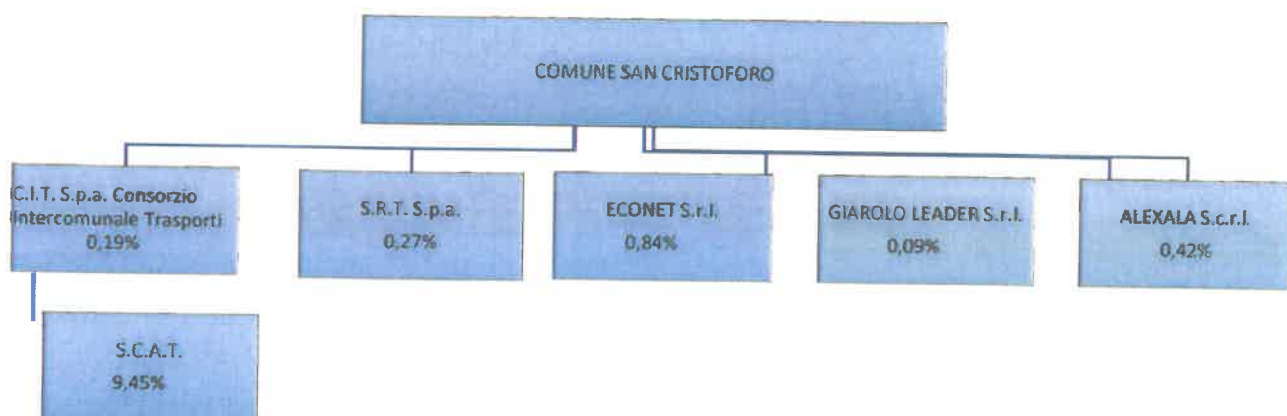 COMUNE SAN CRISTOFORO
C.I.T. S.p.a. Consorzio
Intercomunale Trasporti
0,19%
S.R.T. S.p.a.
0,27%
ECONET S.r.l.
0,84%
GIAROLO LEADER S.r.l.
0,09%
ALEXALA S.c.r.l.
0,42%
S.C.A.T.
9,45%